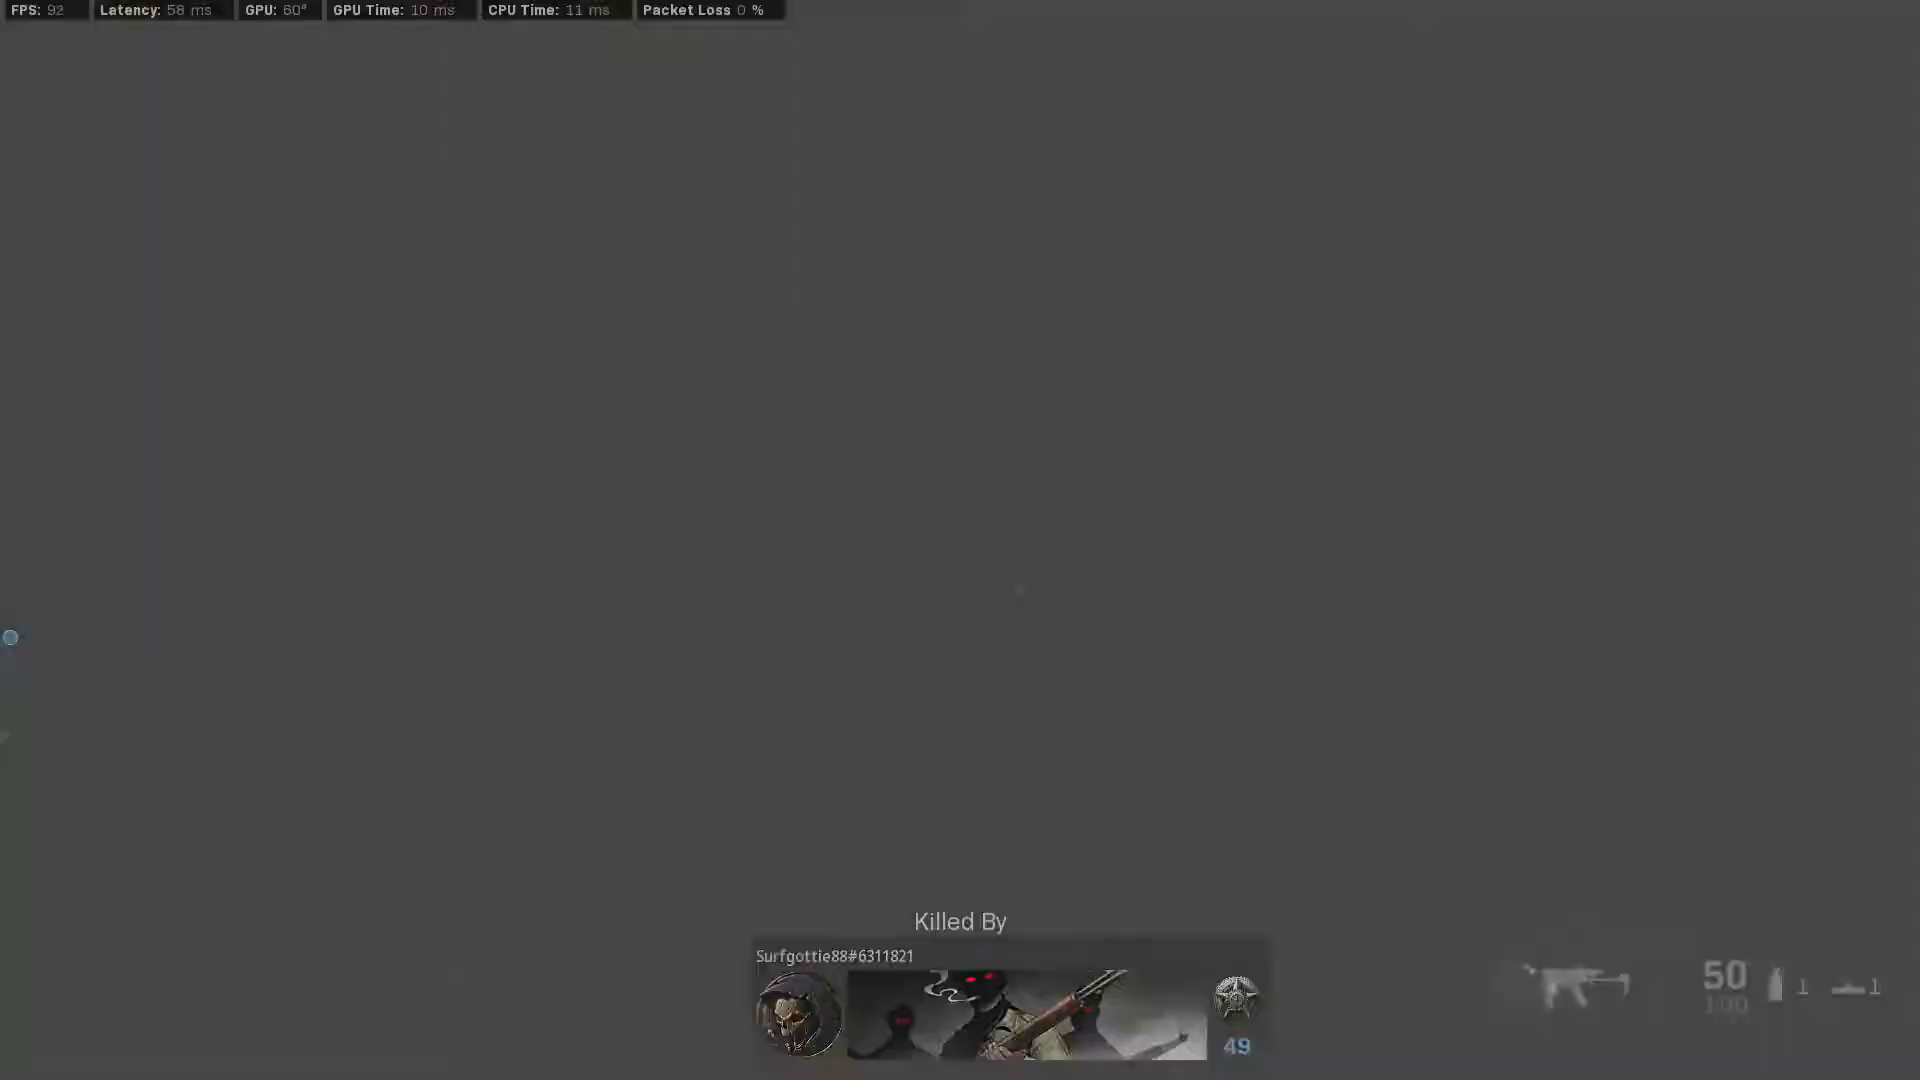 FPS: 92 Latency: 58 ms GPU: 60° GPU Time: 10 ms CPU Time: 11 ms Packet Loss 0 %
Killed By
Surfgottie88#6311821
50 1 1
100
49